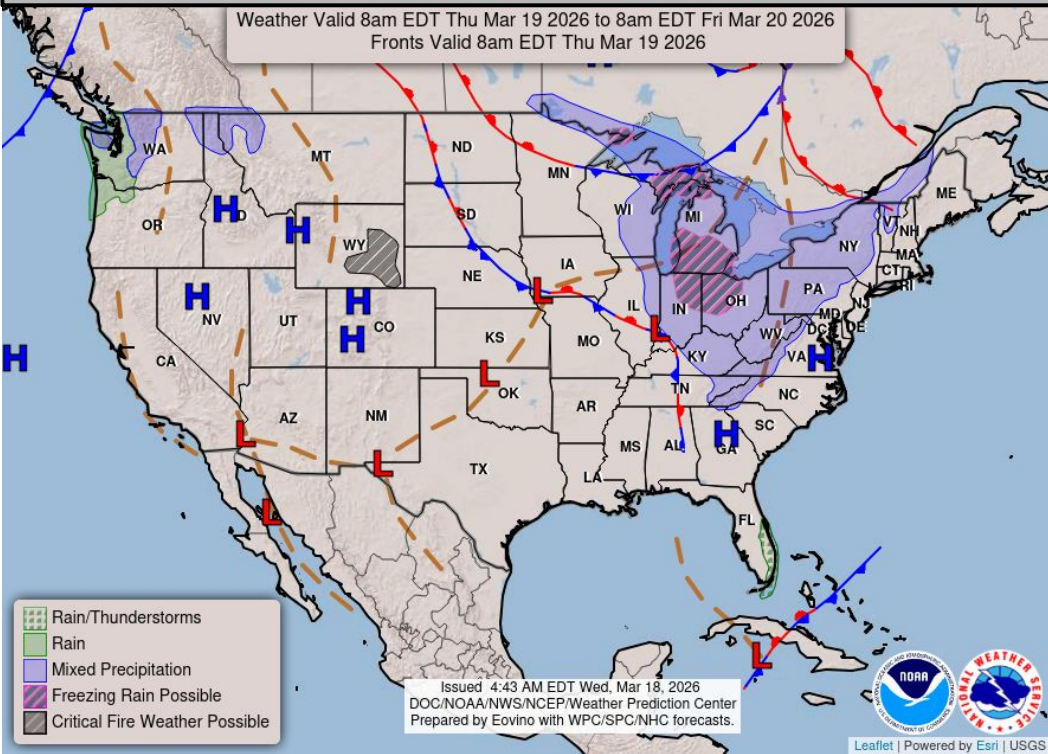 Weather Valid 8am EDT Thu Mar 19 2026 to 8am EDT Fri Mar 20 2026
Fronts Valid 8am EDT Thu Mar 19 2026
WA
MT
ND
MN
ME
VT
NH
OR
ID
WY
SD
WI
MI
NY
MA
CT
RI
NE
IA
PA
NJ
NV
UT
CO
IL
IN
OH
MD
DE
DC
WV
VA
CA
KS
MO
KY
AZ
NM
OK
AR
TN
NC
SC
TX
LA
MS
AL
GA
FL
H
H
H
H
H
H
H
H
L
L
L
L
L
L
L
Rain/Thunderstorms
Rain
Mixed Precipitation
Freezing Rain Possible
Critical Fire Weather Possible
Issued 4:43 AM EDT Wed, Mar 18, 2026
DOC/NOAA/NWS/NCEP/Weather Prediction Center
Prepared by Eovino with WPC/SPC/NHC forecasts.
NOAA
NATIONAL WEATHER SERVICE
Leaflet | Powered by Esri | USGS